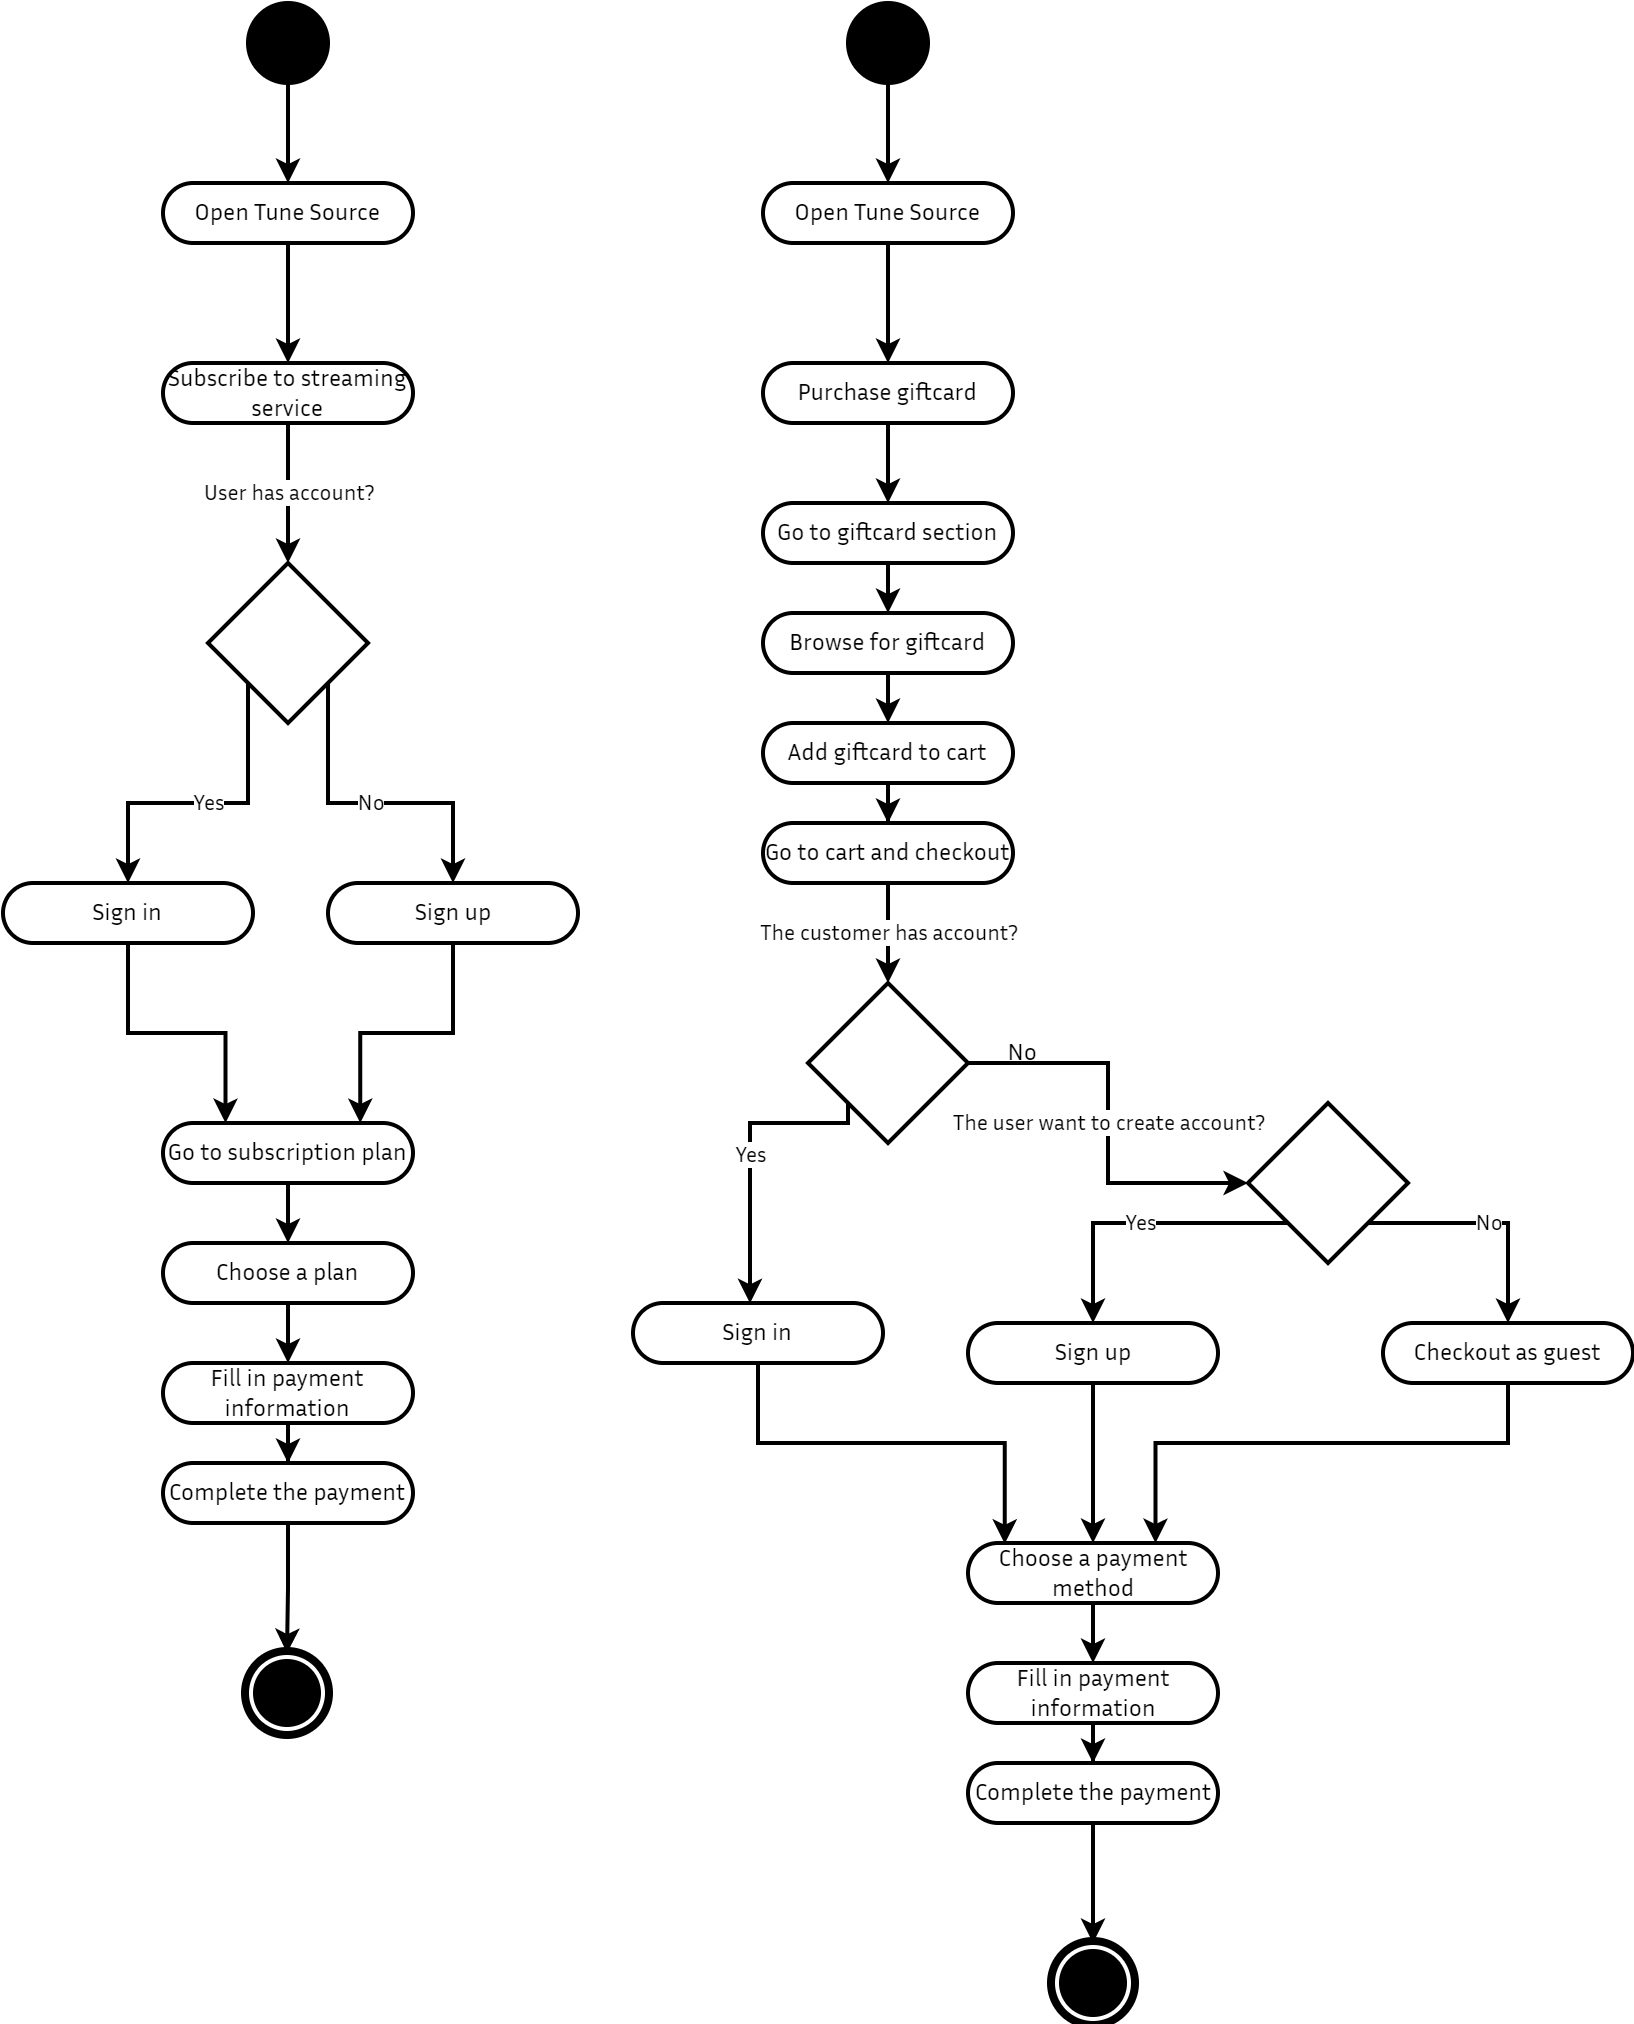 Open Tune Source
Subscribe to streaming
service
User has account?
Yes
No
Sign in
Sign up
Go to subscription plan
Choose a plan
Fill in payment
information
Complete the payment
Open Tune Source
Purchase giftcard
Go to giftcard section
Browse for giftcard
Add giftcard to cart
Go to cart and checkout
The customer has account?
No
Yes
The user want to create account?
Yes
No
Sign in
Sign up
Checkout as guest
Choose a payment
method
Fill in payment
information
Complete the payment